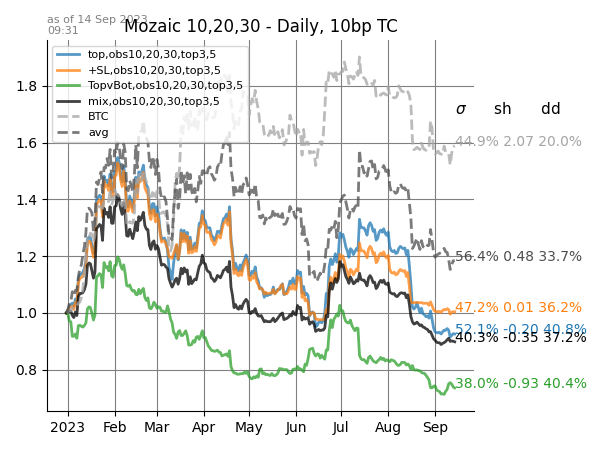 as of 14 Sep 2023
09:31
Mozaic 10,20,30 - Daily, 10bp TC
top,obs10,20,30,top3,5
+SL,obs10,20,30,top3,5
TopvBot,obs10,20,30,top3,5
mix,obs10,20,30,top3,5
BTC
avg
σ sh dd
44.9% 2.07 20.0%
56.4% 0.48 33.7%
47.2% 0.01 36.2%
52.1% -0.20 40.8%
40.3% -0.35 37.2%
38.0% -0.93 40.4%
1.8
1.6
1.4
1.2
1.0
0.8
2023 Feb Mar Apr May Jun Jul Aug Sep